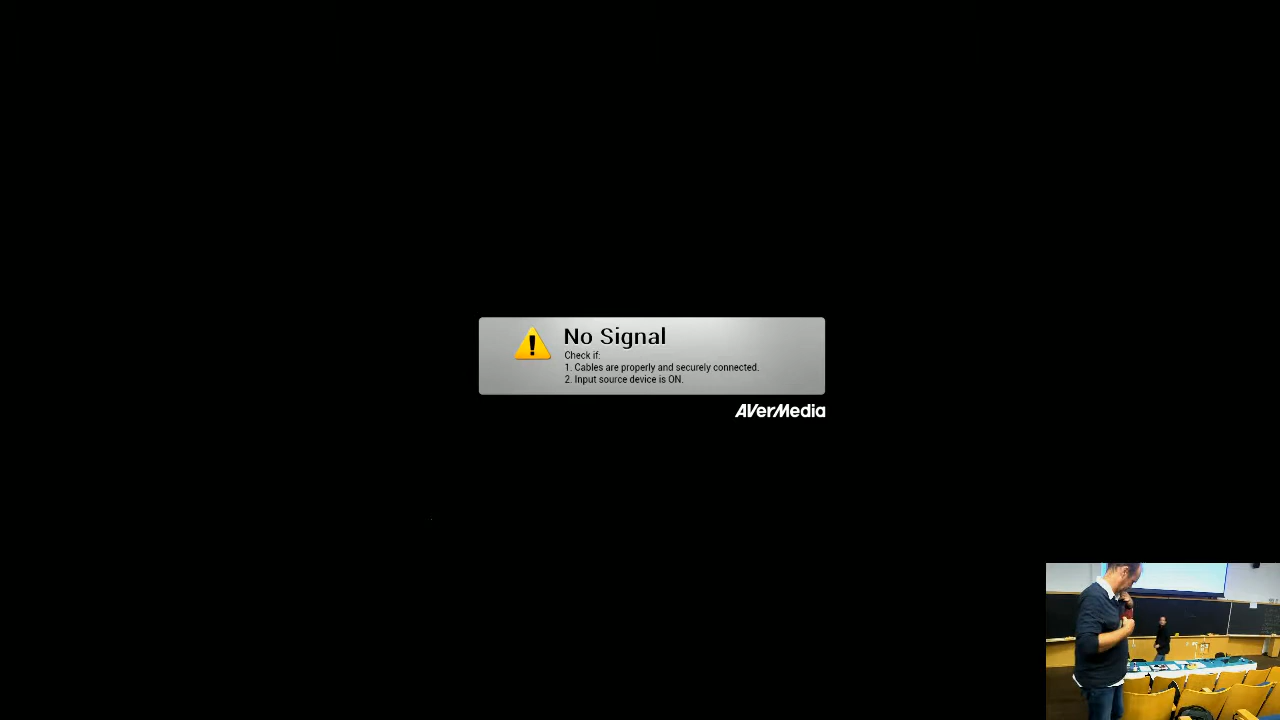 No Signal
Check if:
1. Cables are properly and securely connected.
2. Input source device is ON.
AVerMedia